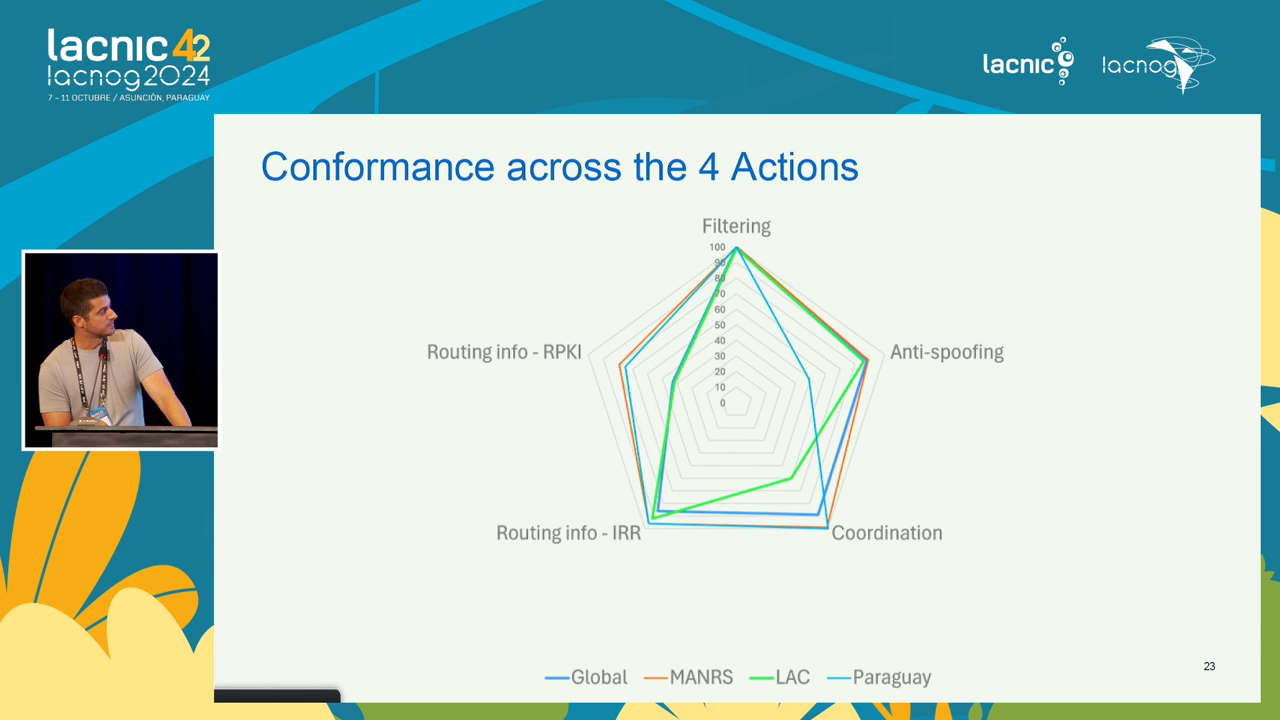 lacnic 42
lacnog2024
7 - 11 OCTUBRE / ASUNCIÓN, PARAGUAY
lacnic
lacnog
Conformance across the 4 Actions
Filtering
100
90
80
70
60
50
40
30
20
10
0
Routing info - RPKI
Anti-spoofing
Routing info - IRR
Coordination
Global
MANRS
LAC
Paraguay
23